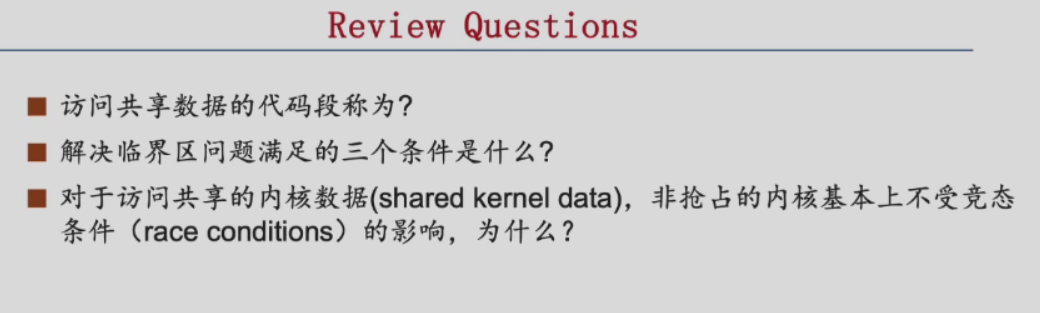 Review Questions
访问共享数据的代码段称为?
解决临界区问题满足的三个条件是什么?
对于访问共享的内核数据(shared kernel data)，非抢占的内核基本上不受竞态
条件（race conditions）的影响，为什么？